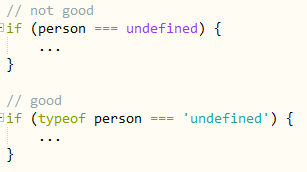 // not good
if (person === undefined) {
    ...
}

// good
if (typeof person === 'undefined') {
    ...
}